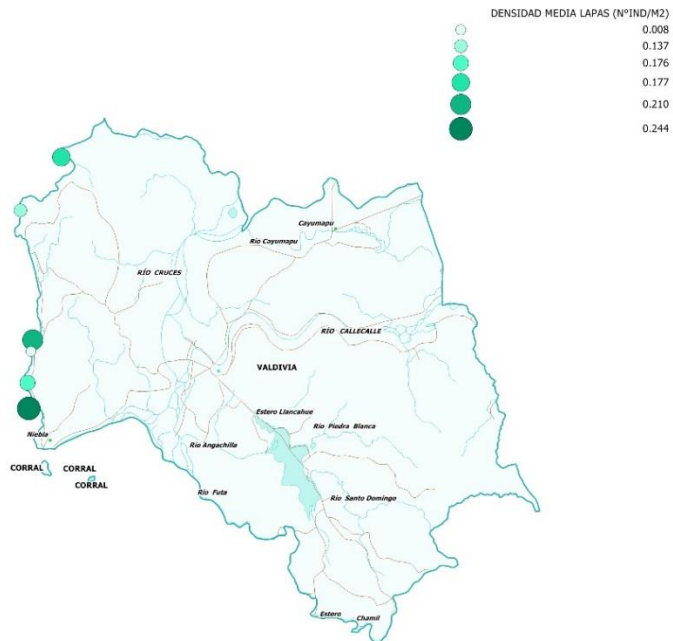 DENSIDAD MEDIA LAPAS (N°IND/M2)
0.008
0.137
0.176
0.177
0.210
0.244
Cayumapu
Río Cayumapu
RÍO CRUCES
RÍO CALLECALLE
VALDIVIA
Estero Llancahue
Río Piedra Blanca
Niebla
Río Angachilla
CORRAL
CORRAL
CORRAL
Río Futa
Río Santo Domingo
Estero Chamil